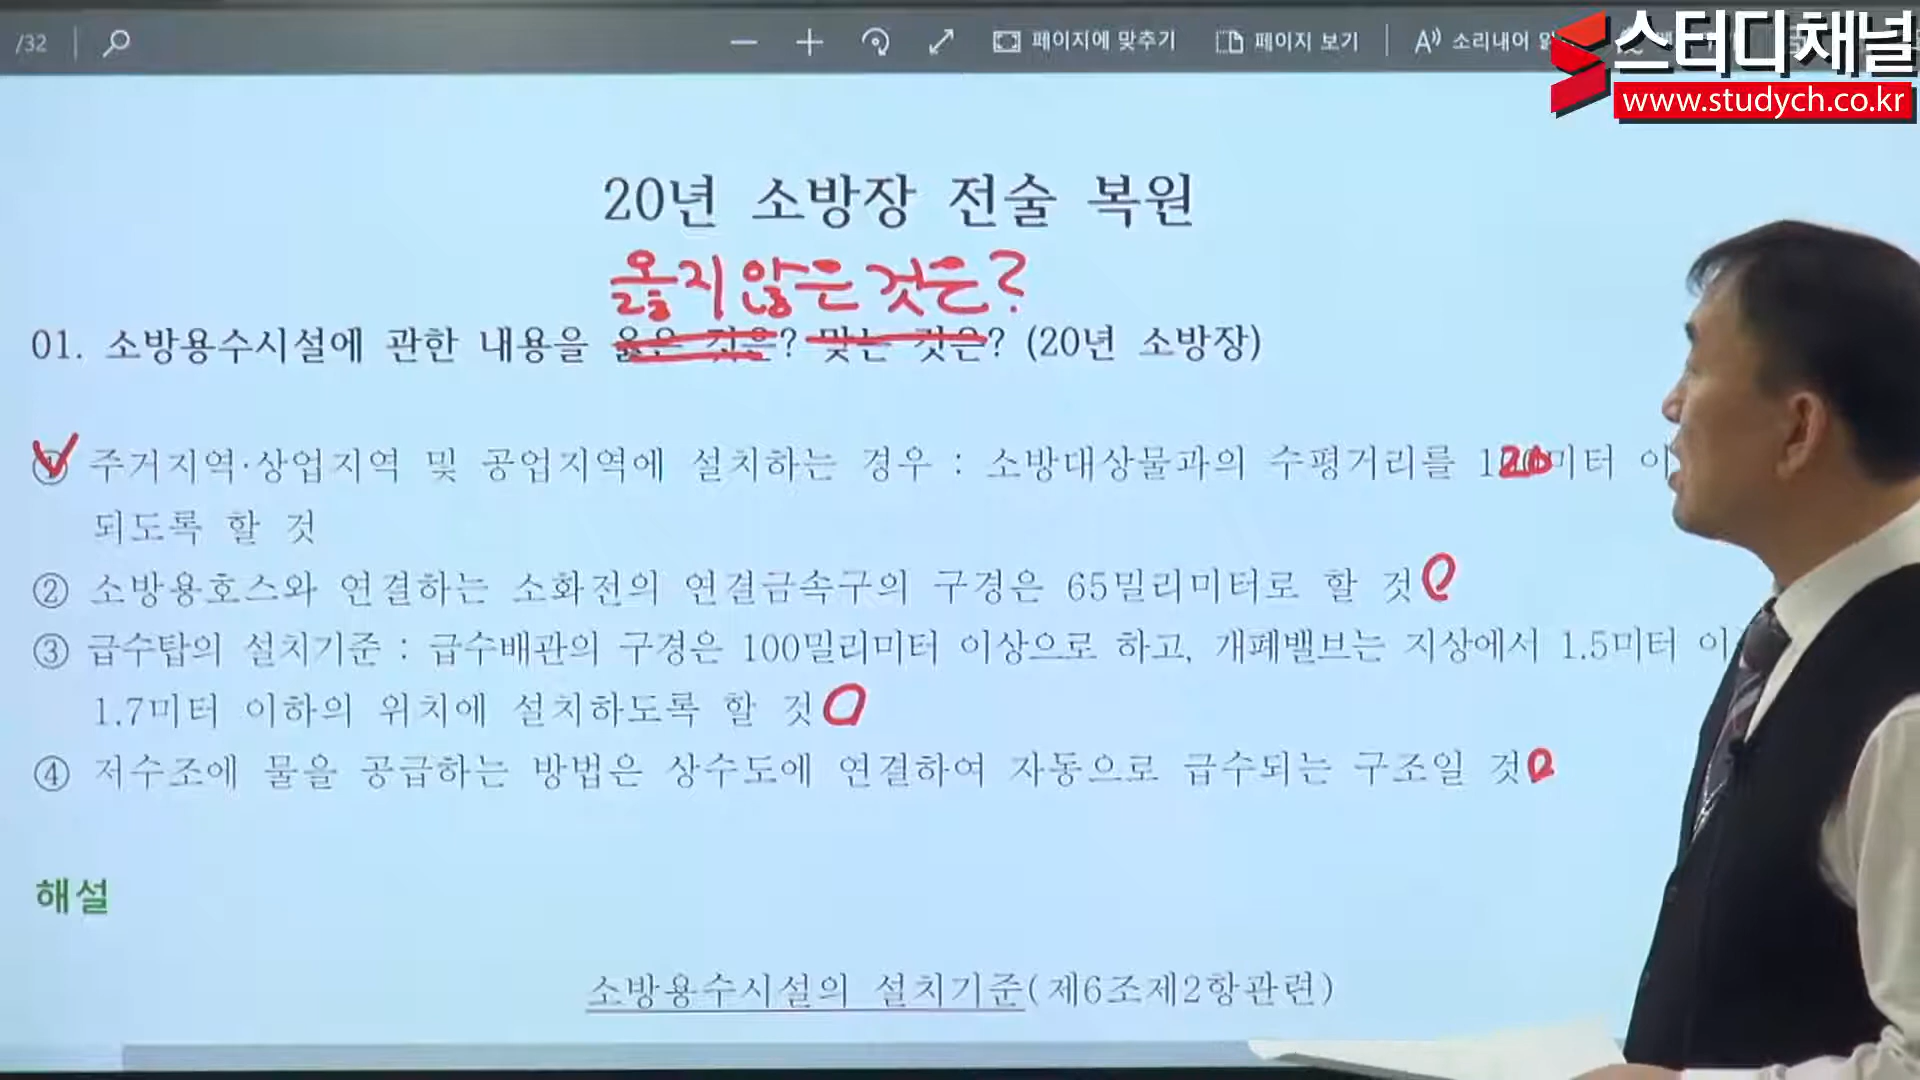 /32 페이지에 맞추기 페이지 보기 소리내어
스터디채널
www.studych.co.kr
20년 소방장 전술 복원
옳지 않은 것은?
01. 소방용수시설에 관한 내용을 옳은 것은? 맞는 것은? (20년 소방장)
① 주거지역·상업지역 및 공업지역에 설치하는 경우 : 소방대상물과의 수평거리를 미터
되도록 할 것
② 소방용호스와 연결하는 소화전의 연결금속구의 구경은 65밀리미터로 할 것
③ 급수탑의 설치기준 : 급수배관의 구경은 100밀리미터 이상으로 하고, 개폐밸브는 지상에서 1.5미터
1.7미터 이하의 위치에 설치하도록 할 것
④ 저수조에 물을 공급하는 방법은 상수도에 연결하여 자동으로 급수되는 구조일 것
해설
소방용수시설의 설치기준(제6조제2항관련)